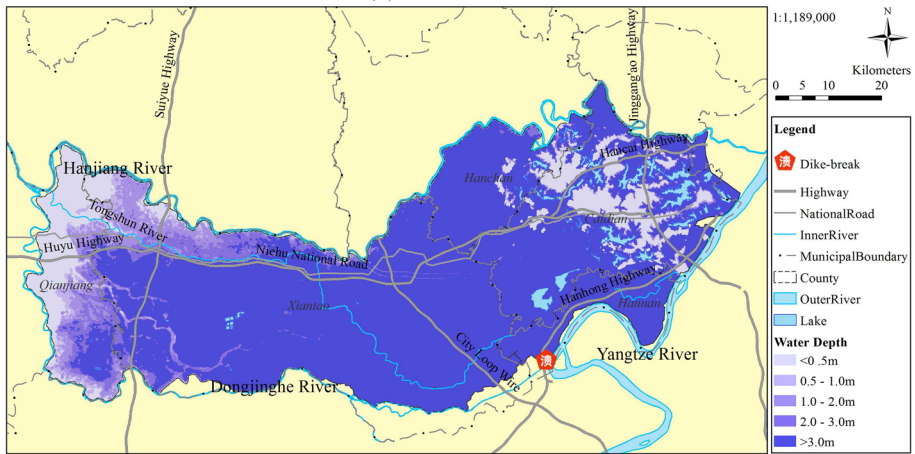 Suiyue Highway
Jinggang'ao Highway
Hancai Highway
Hanjiang River
Hanchan
Tongshun River
Caidian
Huyu Highway
Niehu National Road
Qianjiang
Xiantao
Hanhong Highway
Hannan
City Loop Wire
溃
Yangtze River
Dongjinghe River
1:1,189,000
N
Kilometers
0 5 10 20
Legend
溃 Dike-break
Highway
NationalRoad
InnerRiver
MunicipalBoundary
County
OuterRiver
Lake
Water Depth
<0 .5m
0.5 - 1.0m
1.0 - 2.0m
2.0 - 3.0m
>3.0m